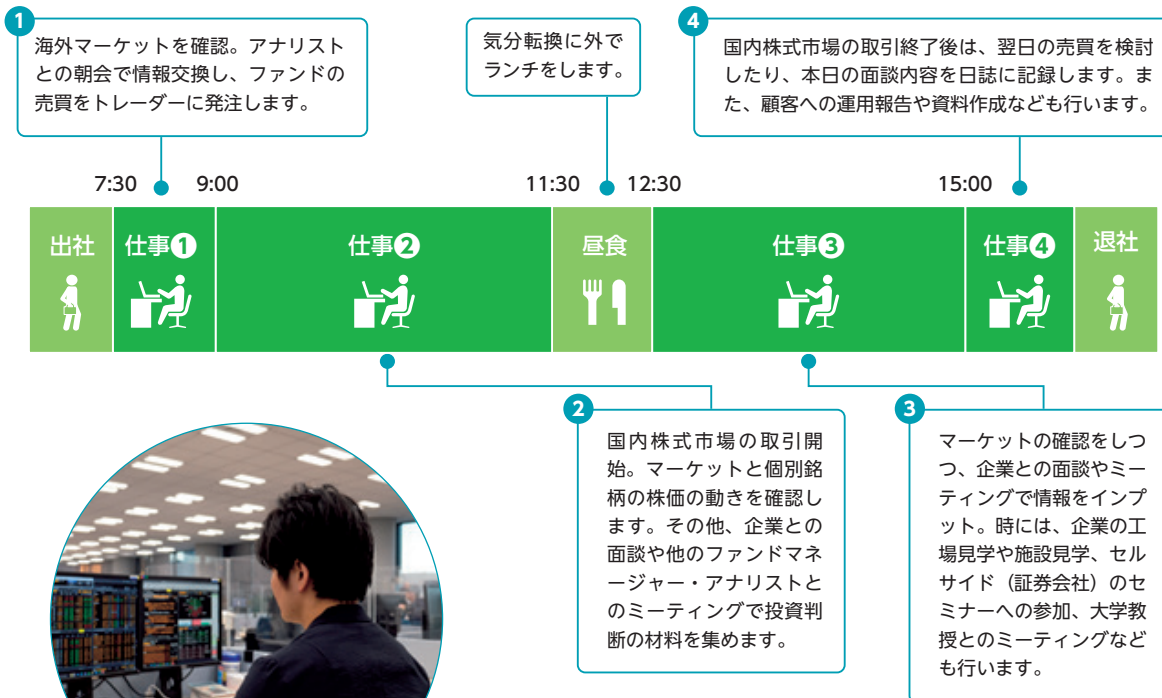 1
海外マーケットを確認。アナリスト
との朝会で情報交換し、ファンドの
売買をトレーダーに発注します。
気分転換に外で
ランチをします。
4
国内株式市場の取引終了後は、翌日の売買を検討
したり、本日の面談内容を日誌に記録します。ま
た、顧客への運用報告や資料作成なども行います。
7:30
9:00
11:30
12:30
15:00
出社
仕事❶
仕事❷
昼食
仕事❸
仕事❹
退社
2
国内株式市場の取引開
始。マーケットと個別銘
柄の株価の動きを確認し
ます。その他、企業との
面談や他のファンドマネ
ージャー・アナリストと
のミーティングで投資判
断の材料を集めます。
3
マーケットの確認をしつ
つ、企業との面談やミー
ティングで情報をインプ
ット。時には、企業の工
場見学や施設見学、セル
サイド（証券会社）のセ
ミナーへの参加、大学教
授とのミーティングなど
も行います。